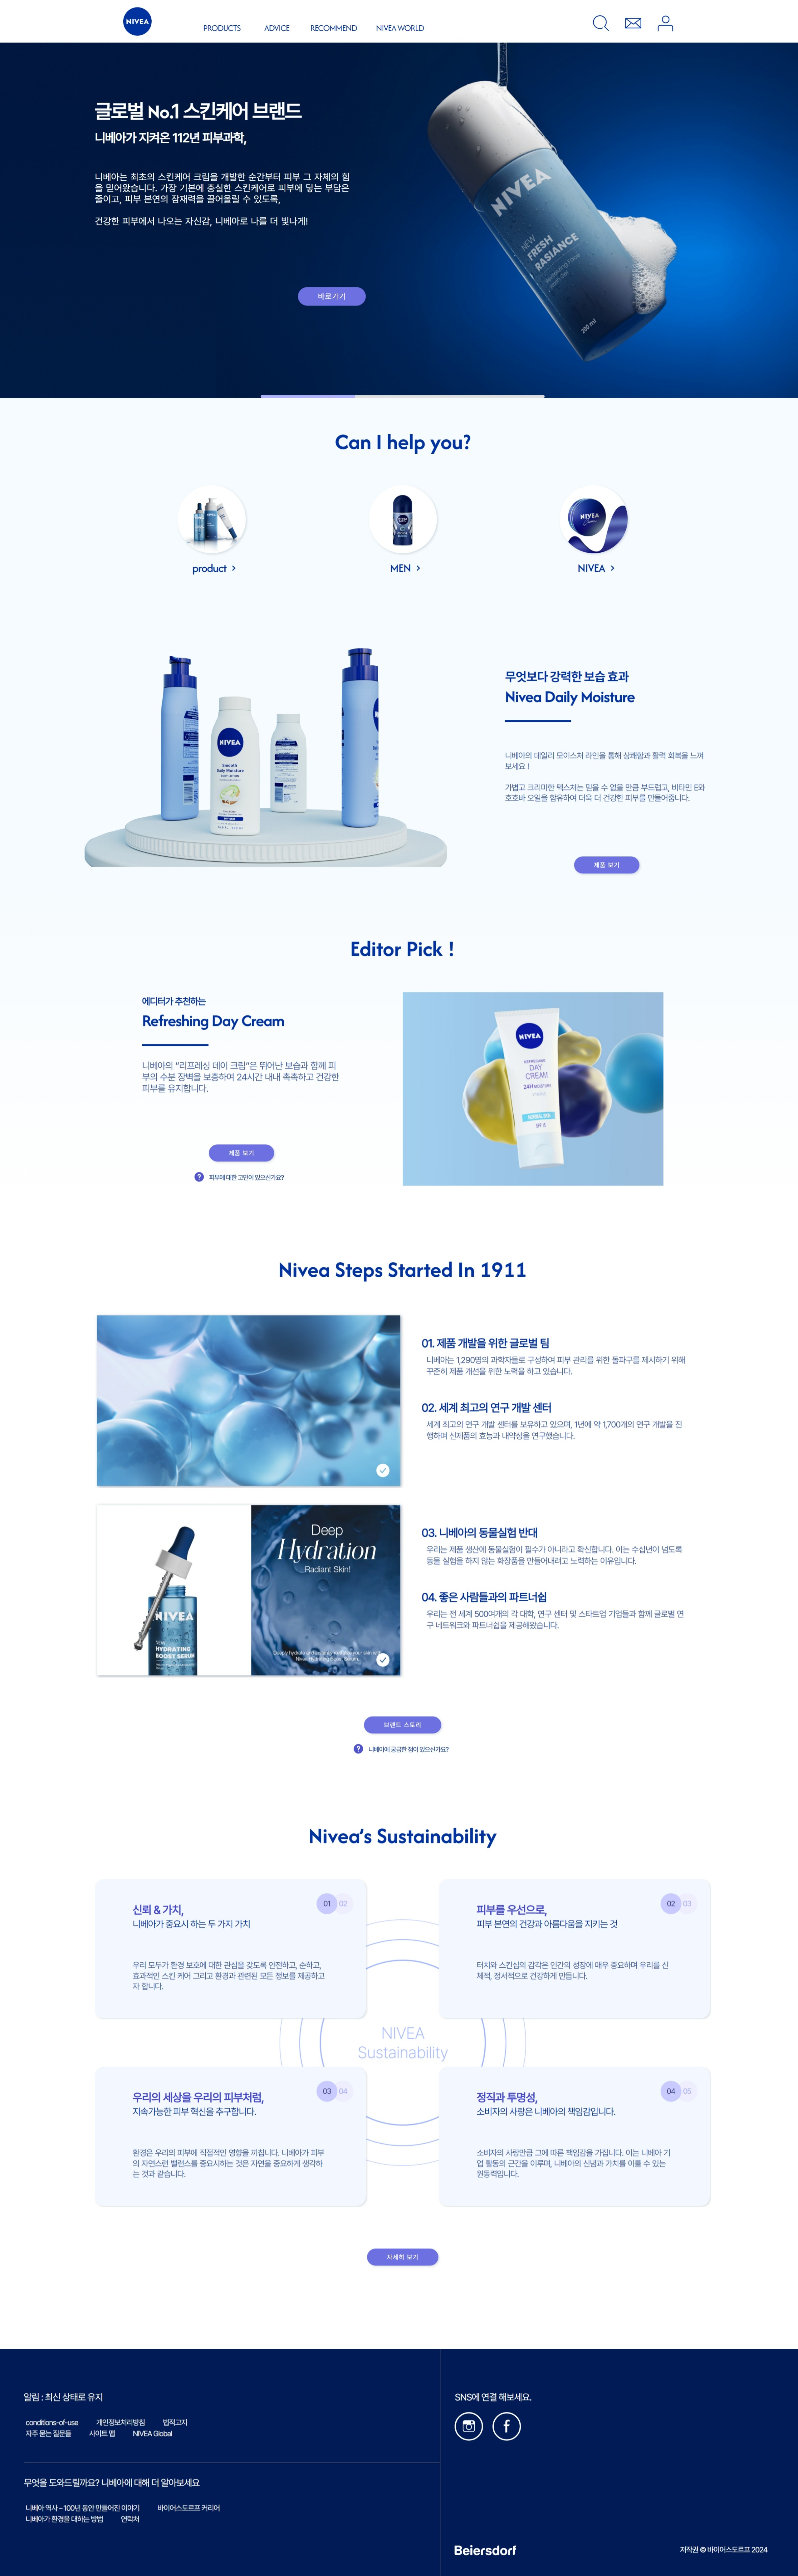 NIVEA
PRODUCTS
ADVICE
RECOMMEND
NIVEA WORLD
글로벌 No.1 스킨케어 브랜드
니베아가 지켜온 112년 피부과학,
니베아는 최초의 스킨케어 크림을 개발한 순간부터 피부 그 자체의 힘
을 믿어왔습니다. 가장 기본에 충실한 스킨케어로 피부에 닿는 부담은
줄이고, 피부 본연의 잠재력을 끌어올릴 수 있도록,
건강한 피부에서 나오는 자신감, 니베아로 나를 더 빛나게!
바로가기
NIVEA
NEW
FRESH
RASIANCE
200 ml
Can I help you?
NIVEA
product
MEN
NIVEA
NIVEA
Smooth
Daily Moisture
BODY LOTION
무엇보다 강력한 보습 효과
Nivea Daily Moisture
니베아의 데일리 모이스처 라인을 통해 상쾌함과 활력 회복을 느껴
보세요 !
가볍고 크리미한 텍스처는 믿을 수 없을 만큼 부드럽고, 비타민 E와
호호바 오일을 함유하여 더욱 더 건강한 피부를 만들어줍니다.
제품 보기
Editor Pick !
에디터가 추천하는
Refreshing Day Cream
니베아의 “리프레싱 데이 크림”은 뛰어난 보습과 함께 피
부의 수분 장벽을 보충하여 24시간 내내 촉촉하고 건강한
피부를 유지합니다.
제품 보기
? 피부에 대한 고민이 있으신가요?
NIVEA
REFRESHING
DAY
CREAM
24H MOISTURE
NORMAL SKIN
Nivea Steps Started In 1911
01. 제품 개발을 위한 글로벌 팀
니베아는 1,290명의 과학자들로 구성하여 피부 관리를 위한 돌파구를 제시하기 위해
꾸준히 제품 개선을 위한 노력을 하고 있습니다.
02. 세계 최고의 연구 개발 센터
세계 최고의 연구 개발 센터를 보유하고 있으며, 1년에 약 1,700개의 연구 개발을 진
행하며 신제품의 효능과 내약성을 연구했습니다.
NIVEA
NEW
HYDRATING
BOOST SERUM
Deep
Hydration
Radiant Skin!
03. 니베아의 동물실험 반대
우리는 제품 생산에 동물실험이 필수가 아니라고 확신합니다. 이는 수십년이 넘도록
동물 실험을 하지 않는 화장품을 만들어내려고 노력하는 이유입니다.
04. 좋은 사람들과의 파트너쉽
우리는 전 세계 500여개의 각 대학, 연구 센터 및 스타트업 기업들과 함께 글로벌 연
구 네트워크와 파트너쉽을 제공해왔습니다.
브랜드 스토리
? 니베아에 궁금한 점이 있으신가요?
Nivea’s Sustainability
신뢰 & 가치,
01 02
니베아가 중요시 하는 두 가지 가치
우리 모두가 환경 보호에 대한 관심을 갖도록 안전하고, 순하고,
효과적인 스킨 케어 그리고 환경과 관련된 모든 정보를 제공하고
자 합니다.
피부를 우선으로,
02 03
피부 본연의 건강과 아름다움을 지키는 것
터치와 스킨십의 감각은 인간의 성장에 매우 중요하며 우리를 신
체적, 정서적으로 건강하게 만듭니다.
NIVEA
Sustainability
우리의 세상을 우리의 피부처럼,
03 04
지속가능한 피부 혁신을 추구합니다.
환경은 우리의 피부에 직접적인 영향을 끼칩니다. 니베아가 피부
의 자연스런 밸런스를 중요시하는 것은 자연을 중요하게 생각하
는 것과 같습니다.
정직과 투명성,
04 05
소비자의 사랑은 니베아의 책임감입니다.
소비자의 사랑만큼 그에 따른 책임감을 가집니다. 이는 니베아 기
업 활동의 근간을 이루며, 니베아의 신념과 가치를 이룰 수 있는
원동력입니다.
자세히 보기
알림 : 최신 상태로 유지
conditions-of-use 개인정보처리방침 법적고지
자주 묻는 질문들 사이트 맵 NIVEA Global
무엇을 도와드릴까요? 니베아에 대해 더 알아보세요
니베아 역사 – 100년 동안 만들어진 이야기 바이어스도르프 커리어
니베아가 환경을 대하는 방법 연락처
SNS에 연결 해보세요.
Beiersdorf
저작권 © 바이어스도르프 2024